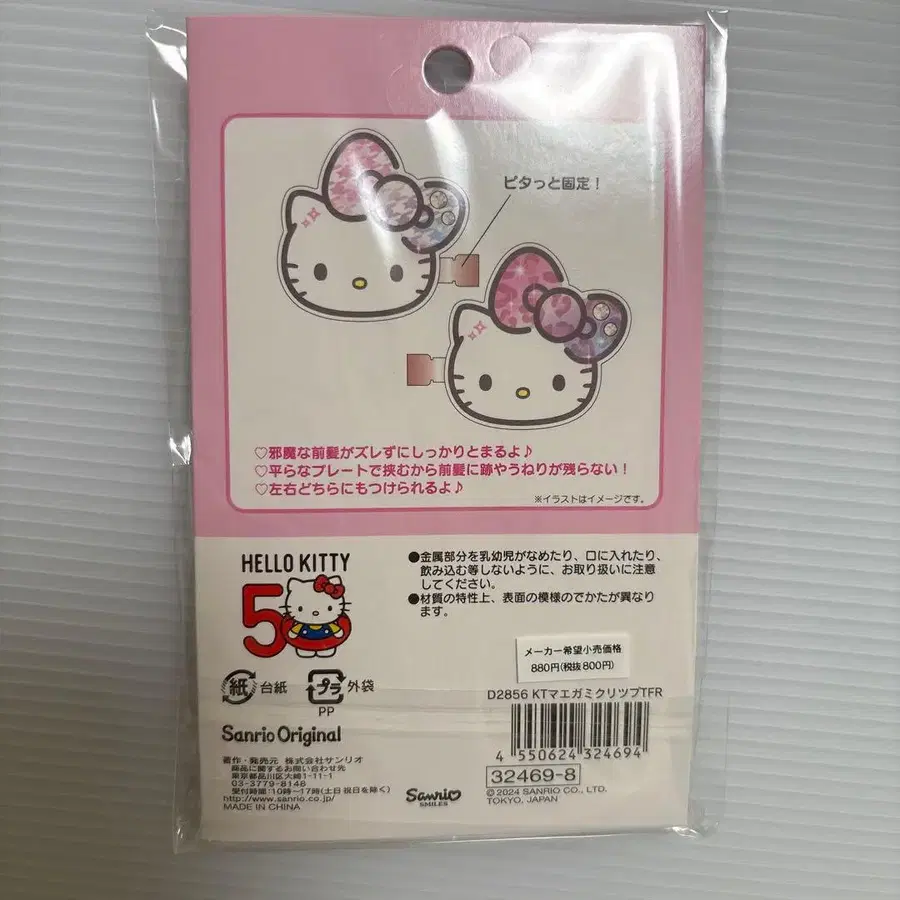 ピタっと固定！
♡邪魔な前髪がズレずにしっかりとまるよ♪
♡平らなプレートで挟むから前髪に跡やうねりが残らない！
♡左右どちらにもつけられるよ♪
※イラストはイメージです。
HELLO KITTY
50
●金属部分を乳幼児がなめたり、口に入れたり、
飲み込む等しないように、お取り扱いに注意
してください。
●材質の特性上、表面の模様のでかたが異なり
ます。
メーカー希望小売価格
880円(税抜800円)
紙 台紙
プラ 外袋
PP
D2856 KTマエガミクリップTFR
4 550624 324694
32469-8
Sanrio Original
著作・発売元 株式会社サンリオ
商品に関するお問い合わせ先
東京都品川区大崎1-11-1
03-3779-8148
受付時間:10時〜17時(土日 祝日を除く)
http://www.sanrio.co.jp/
MADE IN CHINA
Sanrio
SMILES
© 2024 SANRIO CO., LTD.
TOKYO, JAPAN